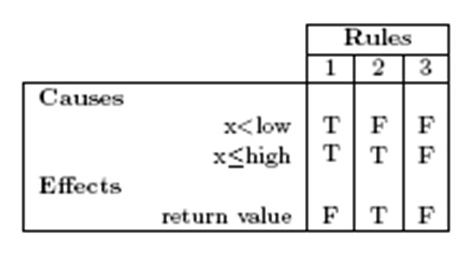 Rules
1 2 3
Causes
x<low T F F
x≤high T T F
Effects
return value F T F